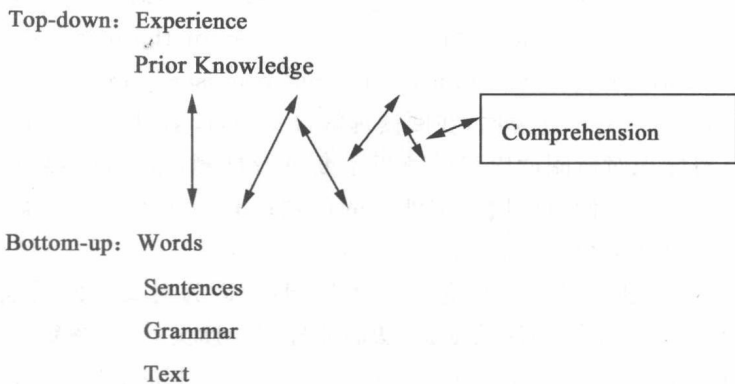 Top-down: Experience
Prior Knowledge
Comprehension
Bottom-up: Words
Sentences
Grammar
Text